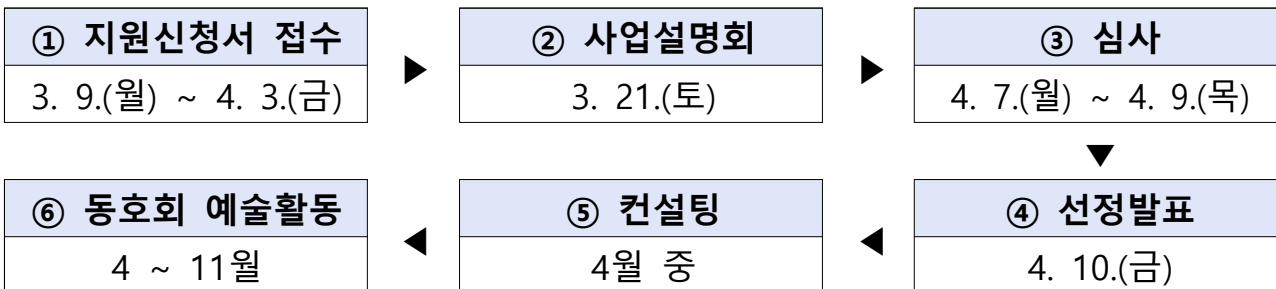 ① 지원신청서 접수
3. 9.(월) ~ 4. 3.(금)
② 사업설명회
3. 21.(토)
③ 심사
4. 7.(월) ~ 4. 9.(목)
④ 선정발표
4. 10.(금)
⑤ 컨설팅
4월 중
⑥ 동호회 예술활동
4 ~ 11월